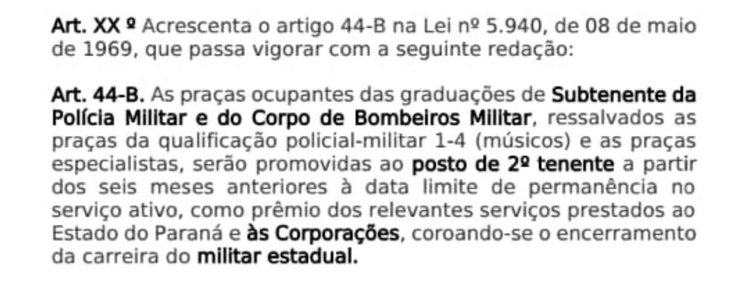 Art. XX º Acrescenta o artigo 44-B na Lei nº 5.940, de 08 de maio
de 1969, que passa vigorar com a seguinte redação:
Art. 44-B. As praças ocupantes das graduações de Subtenente da
Polícia Militar e do Corpo de Bombeiros Militar, ressalvados as
praças da qualificação policial-militar 1-4 (músicos) e as praças
especialistas, serão promovidas ao posto de 2º tenente a partir
dos seis meses anteriores à data limite de permanência no
serviço ativo, como prêmio dos relevantes serviços prestados ao
Estado do Paraná e às Corporações, coroando-se o encerramento
da carreira do militar estadual.